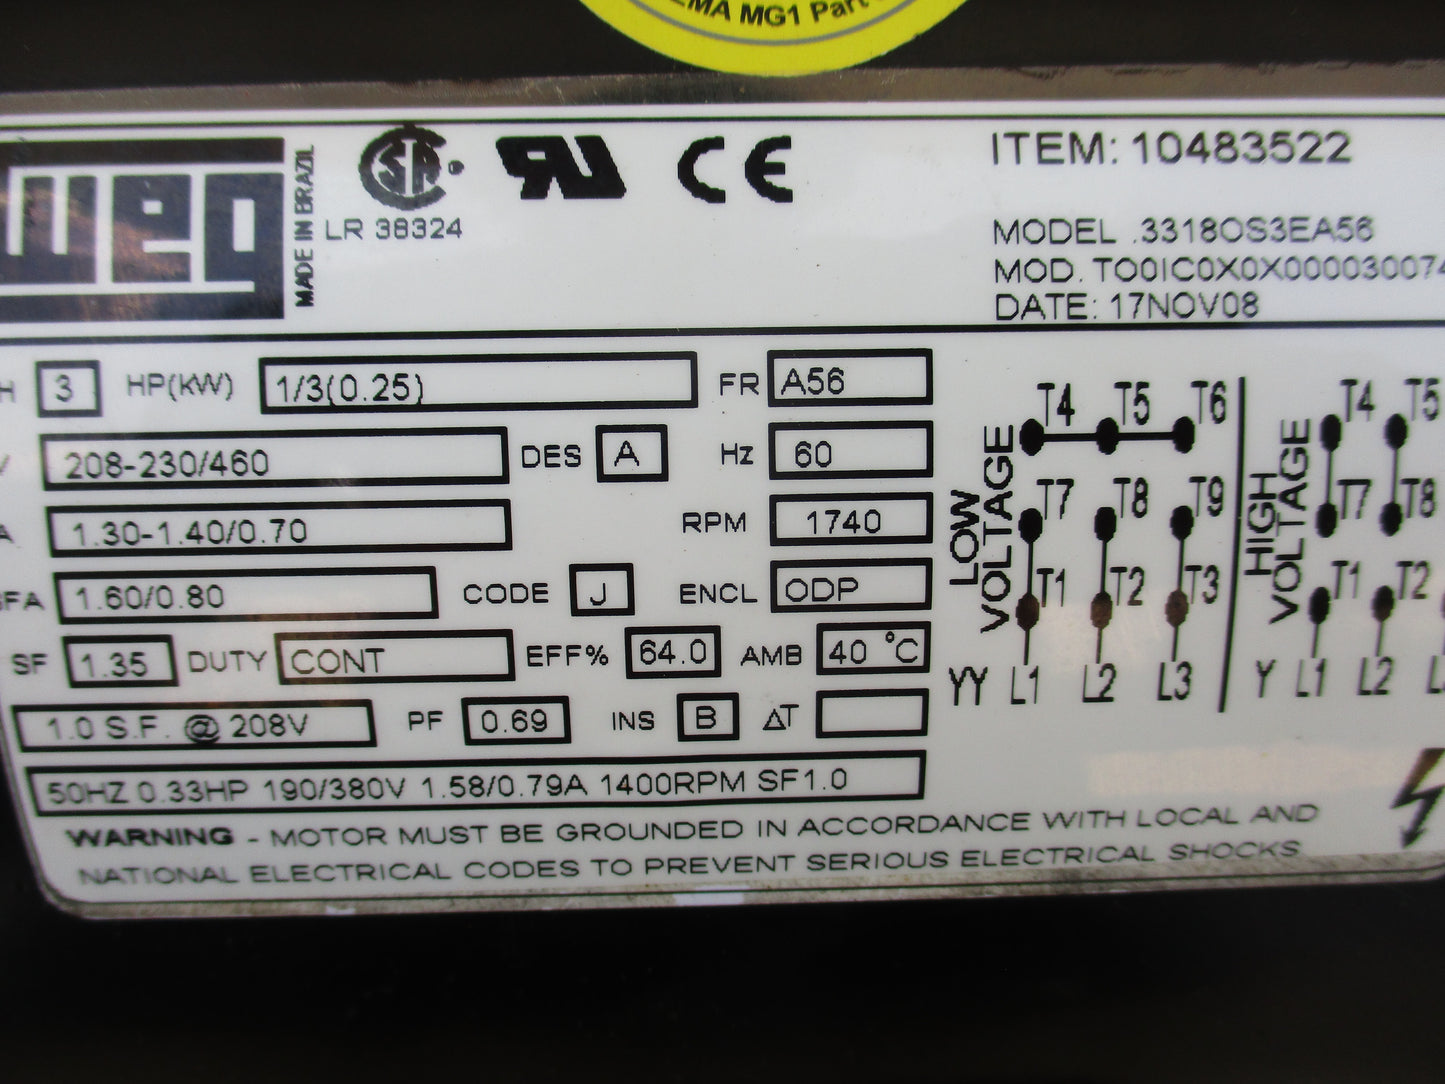 MG1 Part
weg
MADE IN BRAZIL
CSA ®
LR 38324
CE
ITEM: 10483522
MODEL .33180S3EA56
MOD. TO0IC0X0X000030074
DATE: 17NOV08
H 3 HP(KW) 1/3(0.25) FR A56
V 208-230/460 DES A Hz 60
A 1.30-1.40/0.70 RPM 1740
SFA 1.60/0.80 CODE J ENCL ODP
SF 1.35 DUTY CONT EFF% 64.0 AMB 40 °C
1.0 S.F. @ 208V PF 0.69 INS B ΔT
50HZ 0.33HP 190/380V 1.58/0.79A 1400RPM SF1.0
WARNING - MOTOR MUST BE GROUNDED IN ACCORDANCE WITH LOCAL AND
NATIONAL ELECTRICAL CODES TO PREVENT SERIOUS ELECTRICAL SHOCKS
LOW VOLTAGE
T4 T5 T6
T7 T8 T9
T1 T2 T3
YY L1 L2 L3
HIGH VOLTAGE
T4 T5
T7 T8
T1 T2
Y L1 L2